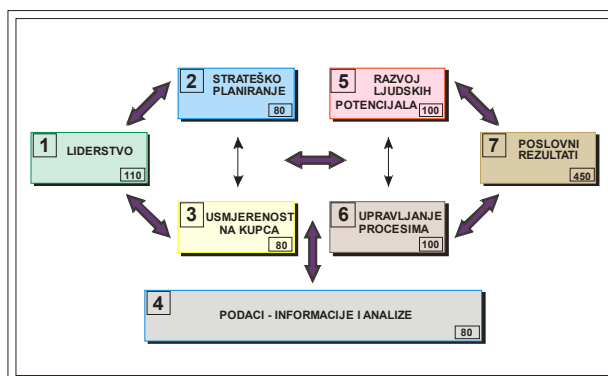 1
LIDERSTVO
110
2
STRATEŠKO
PLANIRANJE
80
3
USMJERENOST
NA KUPCA
80
5
RAZVOJ
LJUDSKIH
POTENCIJALA
100
6
UPRAVLJANJE
PROCESIMA
100
7
POSLOVNI
REZULTATI
450
4
PODACI - INFORMACIJE I ANALIZE
80